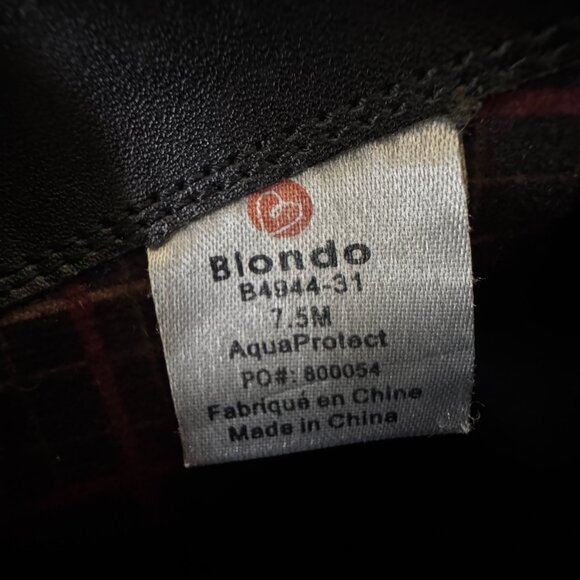 Blondo
B4944-31
7.5M
AquaProtect
PO#: 800054
Fabriqué en Chine
Made in China